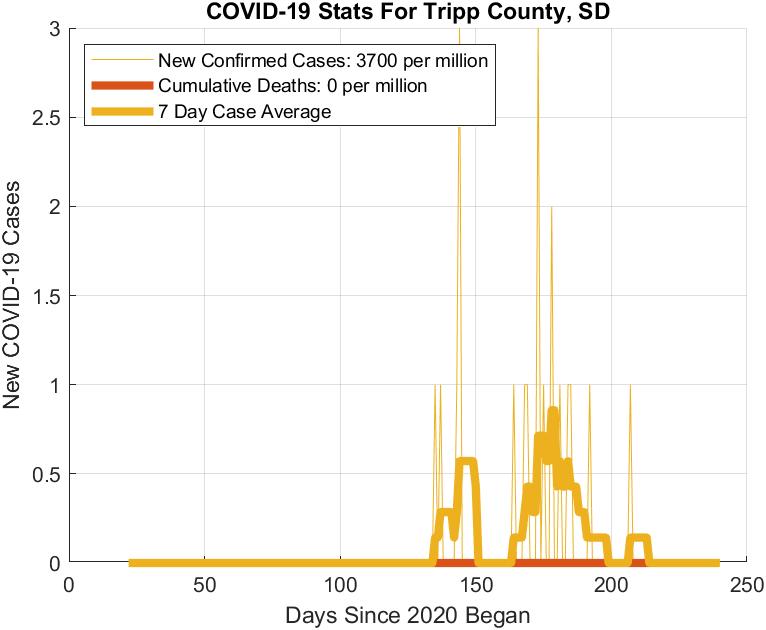 COVID-19 Stats For Tripp County, SD
3
New Confirmed Cases: 3700 per million
Cumulative Deaths: 0 per million
7 Day Case Average
2.5
2
1.5
1
0.5
0
New COVID-19 Cases
0 50 100 150 200 250
Days Since 2020 Began